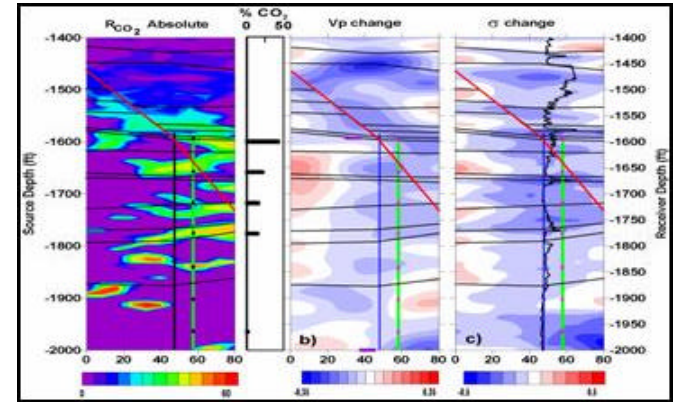 R_CO2 Absolute
% CO2
0 50
Vp change
σ change
-1400
-1500
-1600
-1700
-1800
-1900
-2000
Source Depth (ft)
-1400
-1450
-1500
-1550
-1600
-1650
-1700
-1750
-1800
-1850
-1900
-1950
-2000
Receiver Depth (ft)
b)
c)
0 20 40 60 80
0 20 40 60 80
0 20 40 60 80
0 60